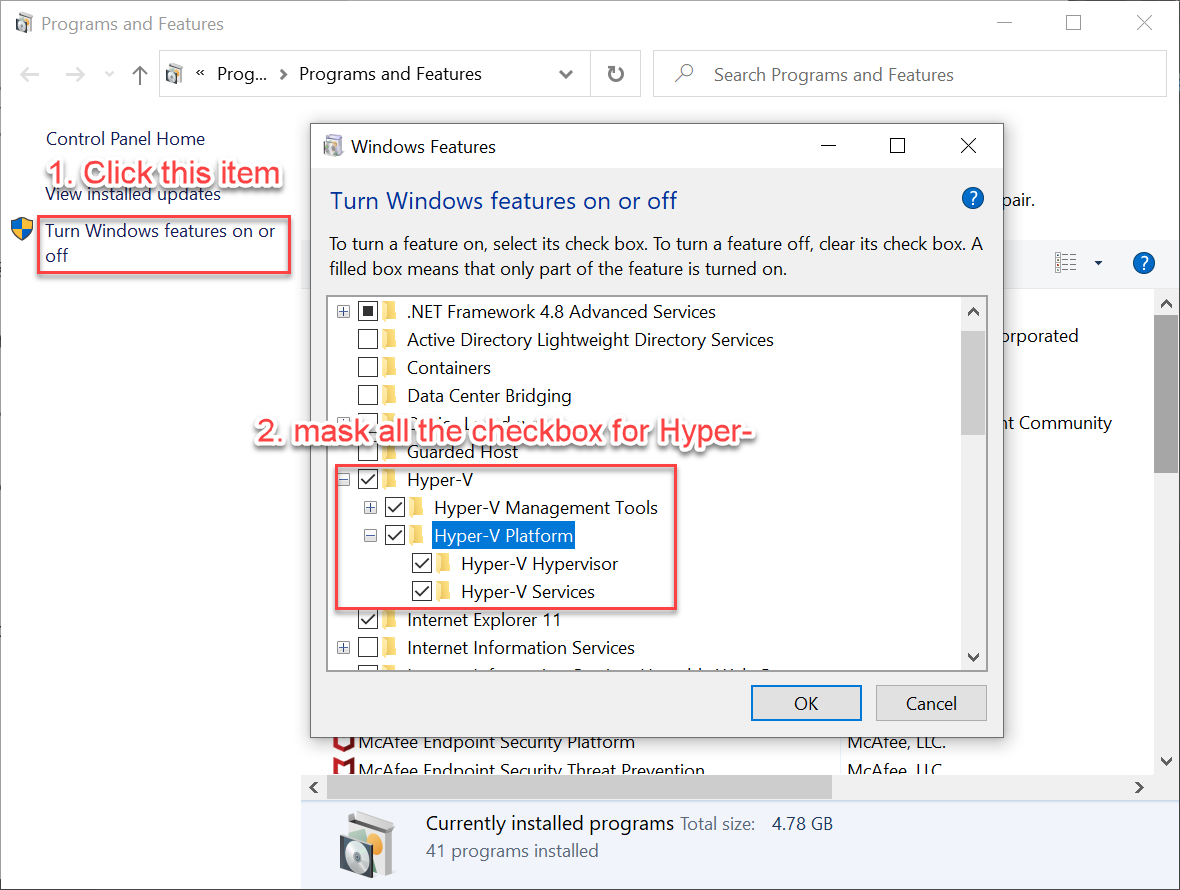 Programs and Features
« Prog... > Programs and Features
Search Programs and Features
Control Panel Home
1. Click this item
View installed updates
Turn Windows features on or
off
Windows Features
Turn Windows features on or off
pair.
To turn a feature on, select its check box. To turn a feature off, clear its check box. A
filled box means that only part of the feature is turned on.
.NET Framework 4.8 Advanced Services
Active Directory Lightweight Directory Services
orporated
Containers
Data Center Bridging
2. mask all the checkbox for Hyper-
nt Community
Guarded Host
Hyper-V
Hyper-V Management Tools
Hyper-V Platform
Hyper-V Hypervisor
Hyper-V Services
Internet Explorer 11
Internet Information Services
OK
Cancel
McAfee Endpoint Security Platform
McAfee, LLC.
McAfee Endpoint Security Threat Prevention
McAfee, LLC.
Currently installed programs Total size: 4.78 GB
41 programs installed